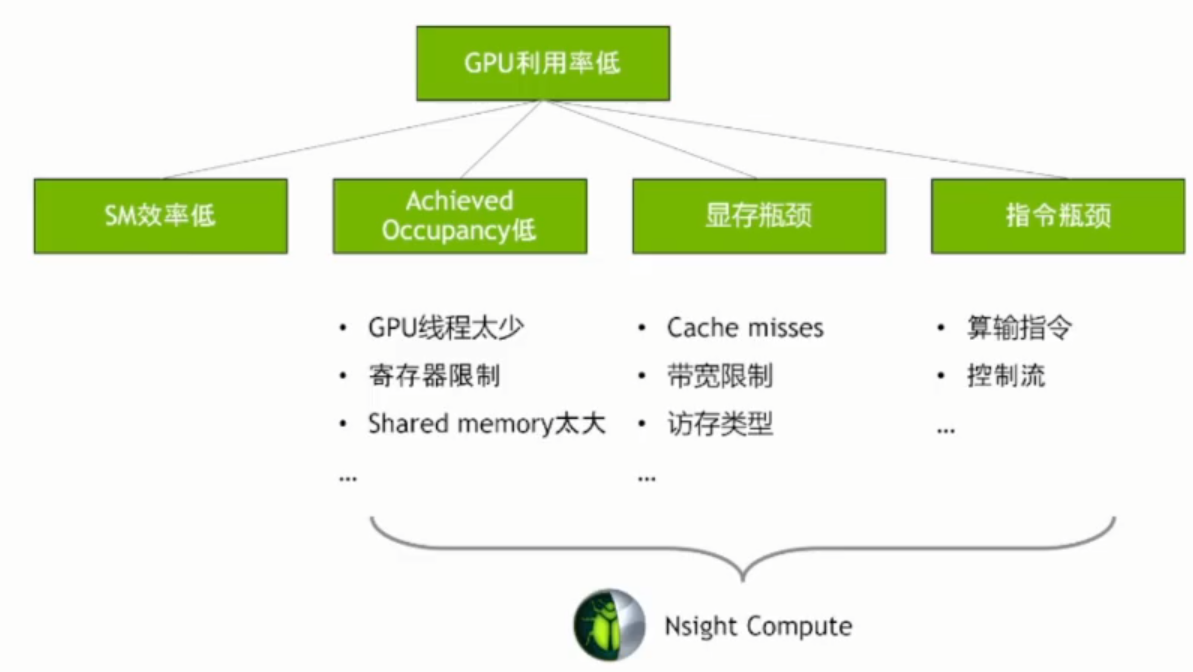 GPU利用率低
SM效率低
Achieved
Occupancy低
显存瓶颈
指令瓶颈
• GPU线程太少
• 寄存器限制
• Shared memory太大
...
• Cache misses
• 带宽限制
• 访存类型
...
• 算输指令
• 控制流
...
Nsight Compute